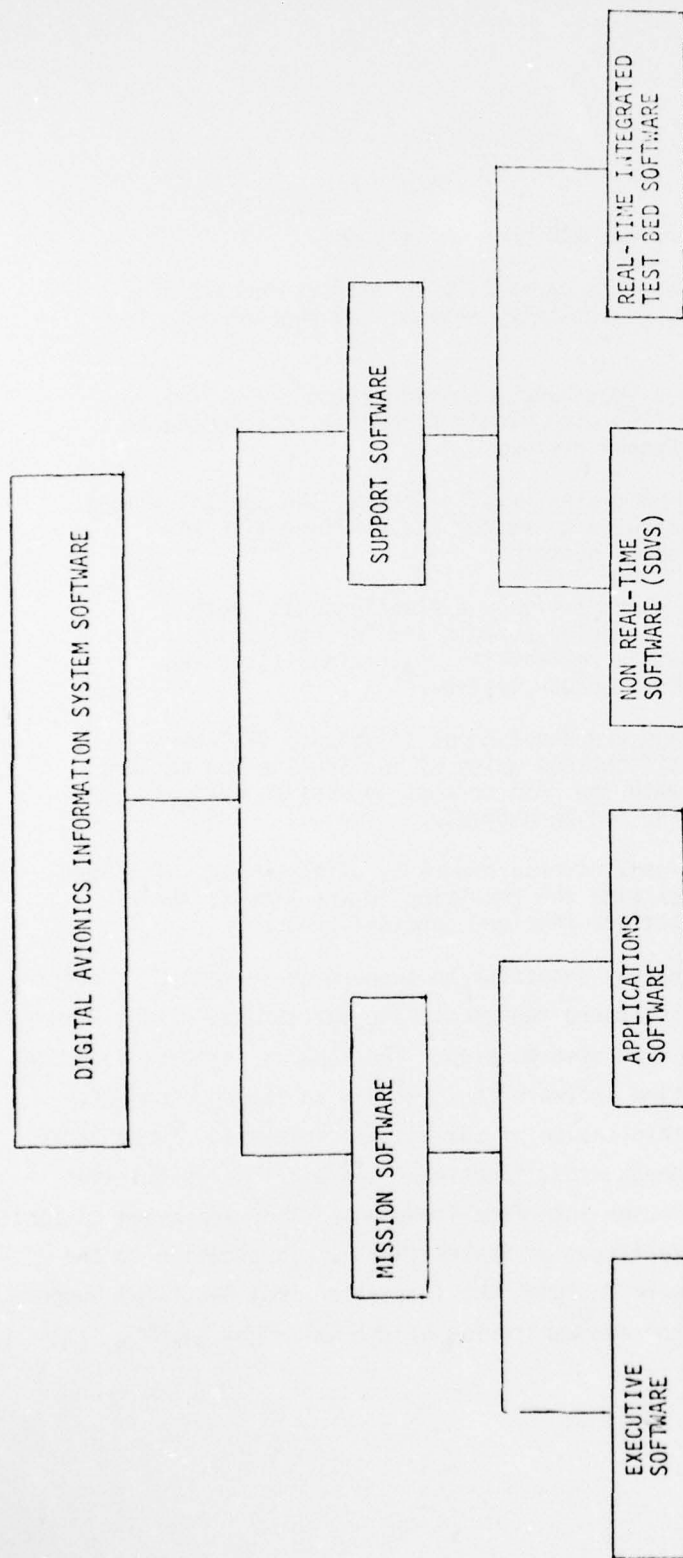 DIGITAL AVIONICS INFORMATION SYSTEM SOFTWARE
MISSION SOFTWARE
SUPPORT SOFTWARE
EXECUTIVE
SOFTWARE
APPLICATIONS
SOFTWARE
NON REAL-TIME
SOFTWARE (SDVS)
REAL-TIME INTEGRATED
TEST BED SOFTWARE